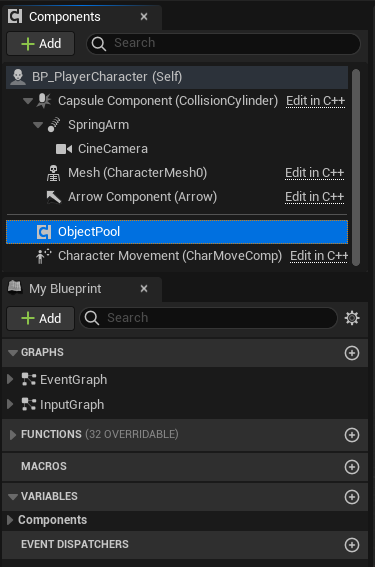 Components
Add Search
BP_PlayerCharacter (Self)
Capsule Component (CollisionCylinder) Edit in C++
SpringArm
CineCamera
Mesh (CharacterMesh0) Edit in C++
Arrow Component (Arrow) Edit in C++
ObjectPool
Character Movement (CharMoveComp) Edit in C++
My Blueprint
Add Search
GRAPHS
EventGraph
InputGraph
FUNCTIONS (32 OVERRIDABLE)
MACROS
VARIABLES
Components
EVENT DISPATCHERS